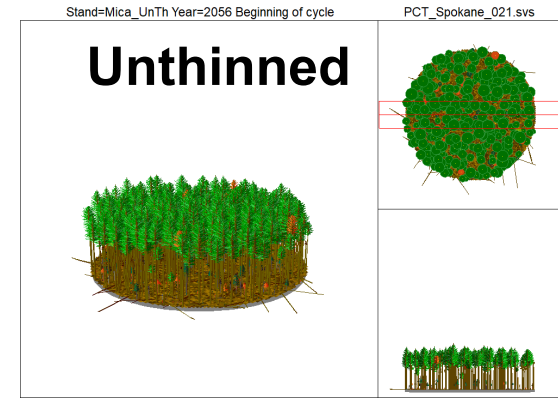 Stand=Mica_UnTh Year=2056 Beginning of cycle
PCT_Spokane_021.svs
Unthinned